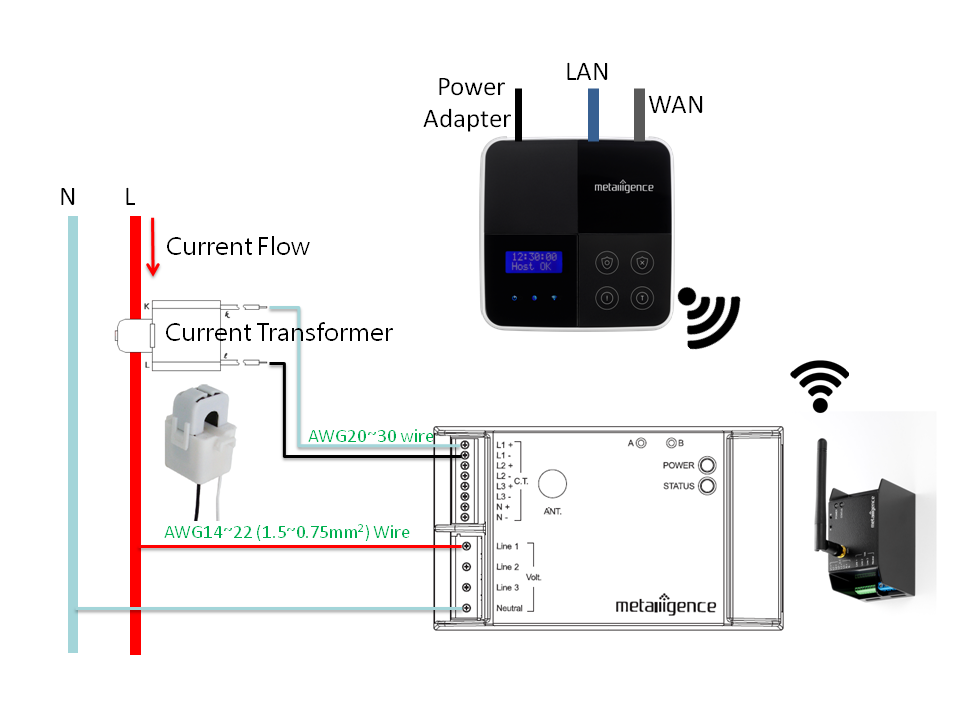 LAN
Power
Adapter
WAN
metalligence
12:30:00
Host OK
N
L
Current Flow
K
k
Current Transformer
L
ℓ
AWG20~30 wire
L1 +
L1 -
L2 +
L2 -
C.T.
L3 +
L3 -
N +
N -
A
B
POWER
STATUS
ANT.
AWG14~22 (1.5~0.75mm²) Wire
Line 1
Line 2
Volt.
Line 3
Neutral
metalligence
metalligence